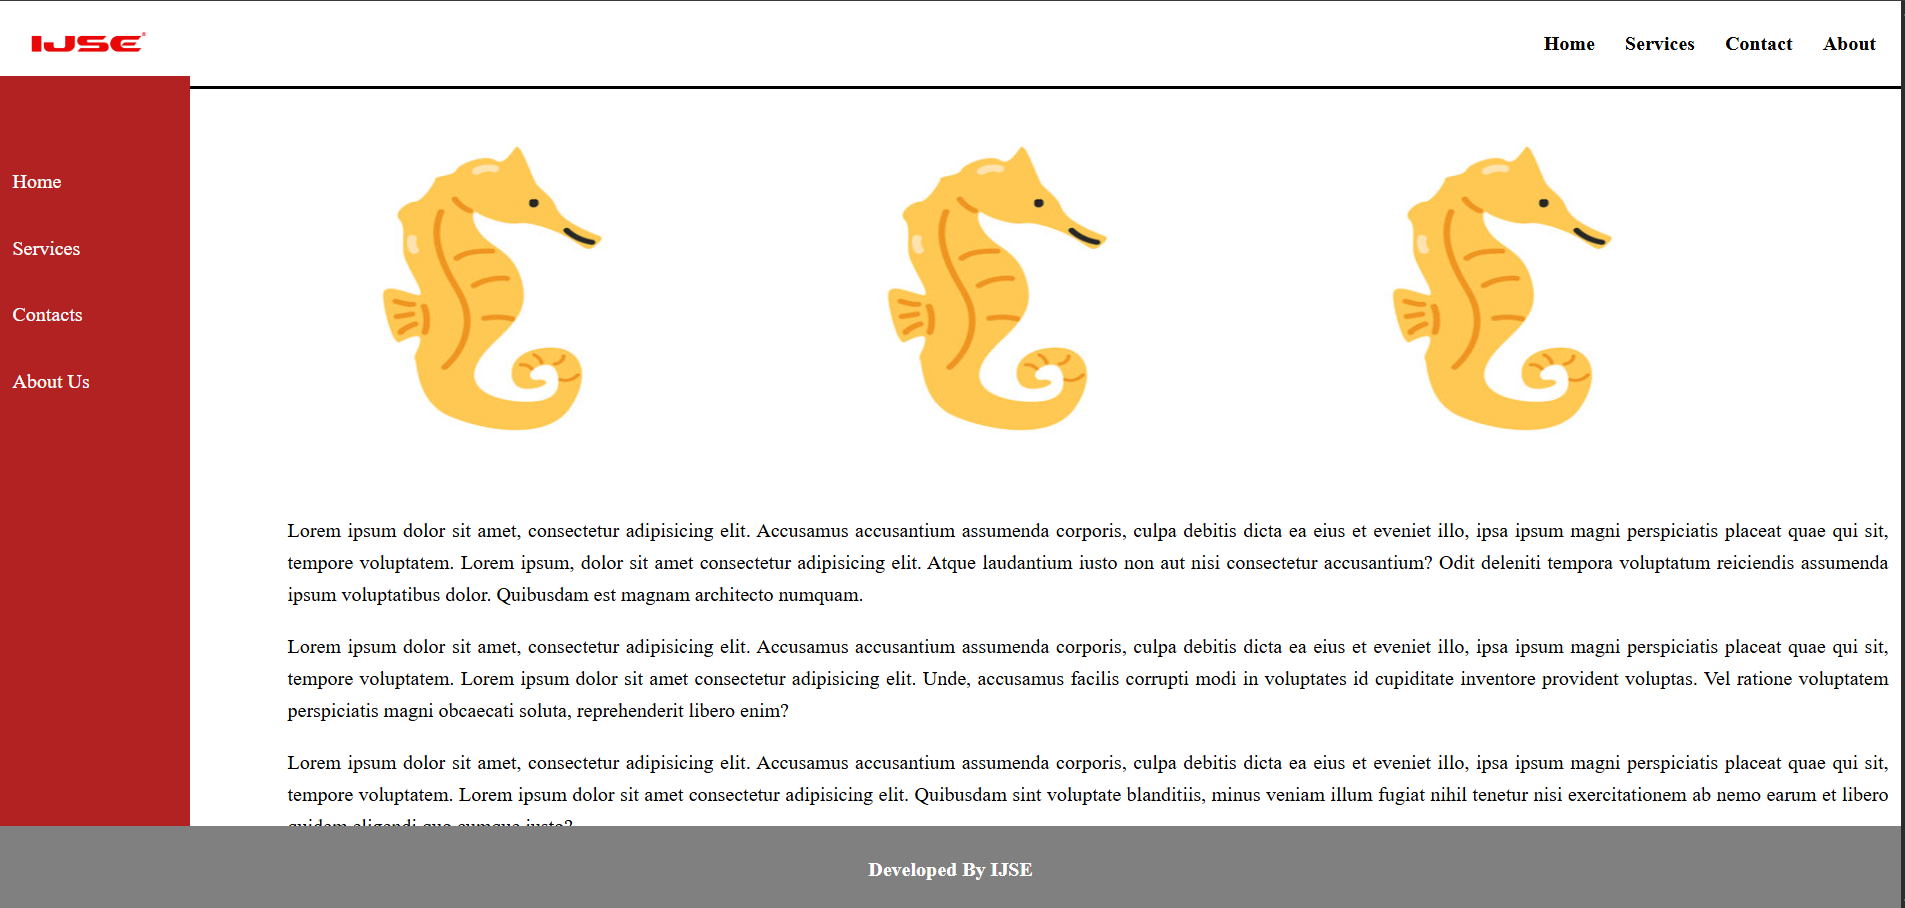 IJSE
Home Services Contact About
Home
Services
Contacts
About Us
Lorem ipsum dolor sit amet, consectetur adipisicing elit. Accusamus accusantium assumenda corporis, culpa debitis dicta ea eius et eveniet illo, ipsa ipsum magni perspiciatis placeat quae qui sit,
tempore voluptatem. Lorem ipsum, dolor sit amet consectetur adipisicing elit. Atque laudantium iusto non aut nisi consectetur accusantium? Odit deleniti tempora voluptatum reiciendis assumenda
ipsum voluptatibus dolor. Quibusdam est magnam architecto numquam.
Lorem ipsum dolor sit amet, consectetur adipisicing elit. Accusamus accusantium assumenda corporis, culpa debitis dicta ea eius et eveniet illo, ipsa ipsum magni perspiciatis placeat quae qui sit,
tempore voluptatem. Lorem ipsum dolor sit amet consectetur adipisicing elit. Unde, accusamus facilis corrupti modi in voluptates id cupiditate inventore provident voluptas. Vel ratione voluptatem
perspiciatis magni obcaecati soluta, reprehenderit libero enim?
Lorem ipsum dolor sit amet, consectetur adipisicing elit. Accusamus accusantium assumenda corporis, culpa debitis dicta ea eius et eveniet illo, ipsa ipsum magni perspiciatis placeat quae qui sit,
tempore voluptatem. Lorem ipsum dolor sit amet consectetur adipisicing elit. Quibusdam sint voluptate blanditiis, minus veniam illum fugiat nihil tenetur nisi exercitationem ab nemo earum et libero
Developed By IJSE